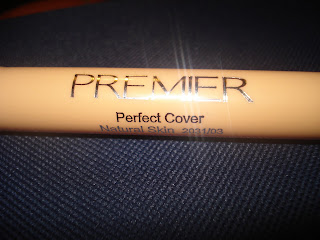 PREMIER
Perfect Cover
Natural Skin 2031/03